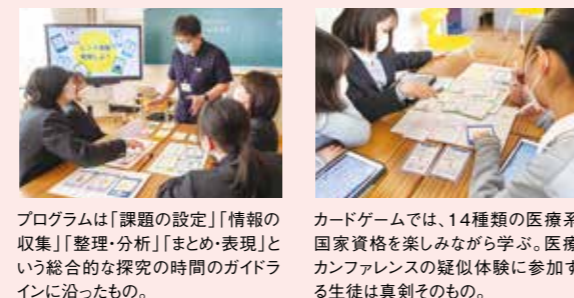 プログラムは「課題の設定」「情報の
収集」「整理・分析」「まとめ・表現」と
いう総合的な探究の時間のガイドラ
インに沿ったもの。
カードゲームでは、14種類の医療系
国家資格を楽しみながら学ぶ。医療
カンファレンスの疑似体験に参加す
る生徒は真剣そのもの。